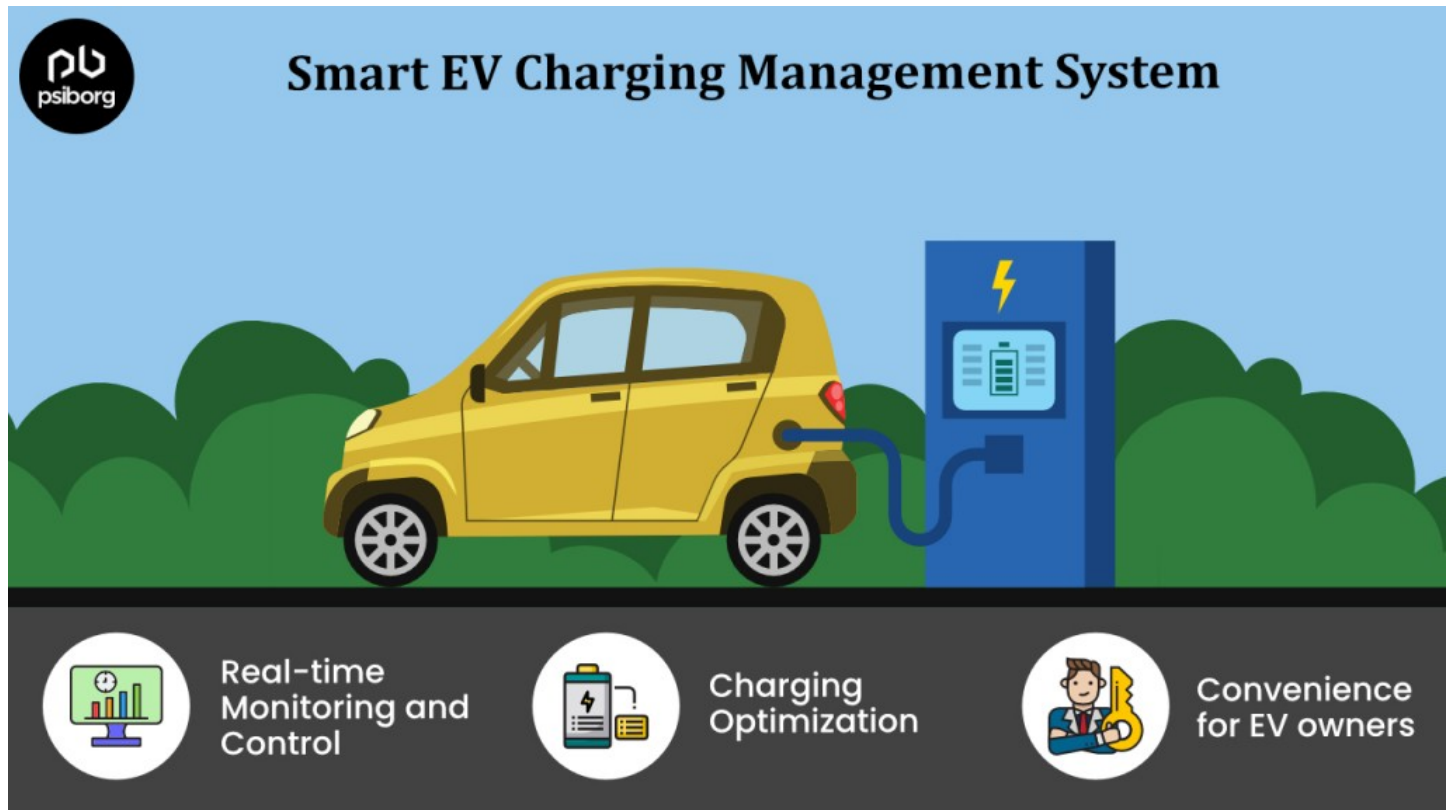 pb
psiborg
Smart EV Charging Management System
Real-time
Monitoring and
Control
Charging
Optimization
Convenience
for EV owners